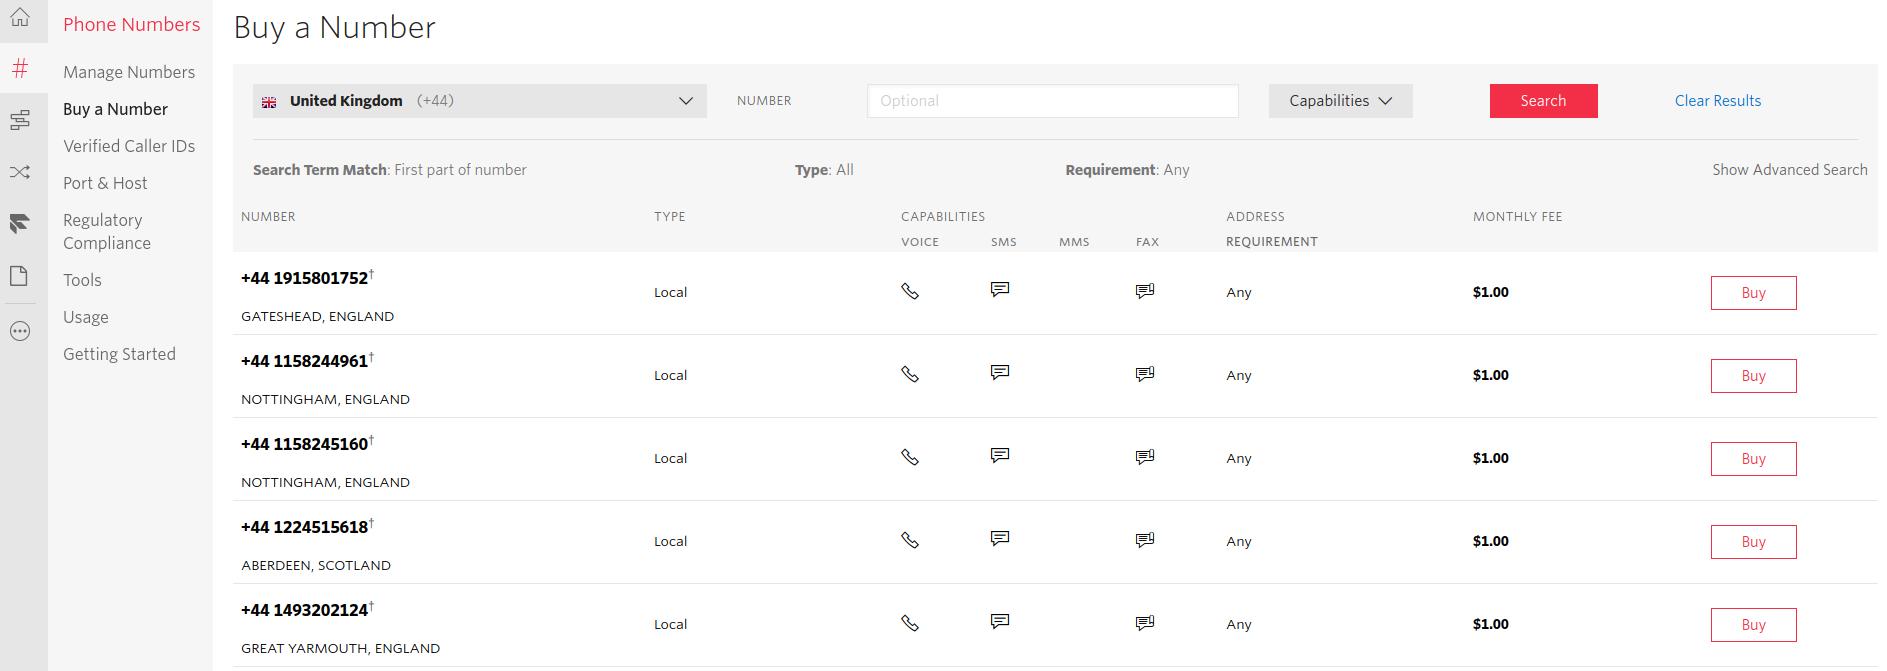 Phone Numbers
Manage Numbers
Buy a Number
Verified Caller IDs
Port & Host
Regulatory
Compliance
Tools
Usage
Getting Started
Buy a Number
United Kingdom (+44) NUMBER Optional Capabilities Search Clear Results
Search Term Match: First part of number Type: All Requirement: Any Show Advanced Search
NUMBER TYPE CAPABILITIES ADDRESS MONTHLY FEE
VOICE SMS MMS FAX REQUIREMENT
+44 1915801752†
Local Any $1.00 Buy
GATESHEAD, ENGLAND
+44 1158244961†
Local Any $1.00 Buy
NOTTINGHAM, ENGLAND
+44 1158245160†
Local Any $1.00 Buy
NOTTINGHAM, ENGLAND
+44 1224515618†
Local Any $1.00 Buy
ABERDEEN, SCOTLAND
+44 1493202124†
Local Any $1.00 Buy
GREAT YARMOUTH, ENGLAND